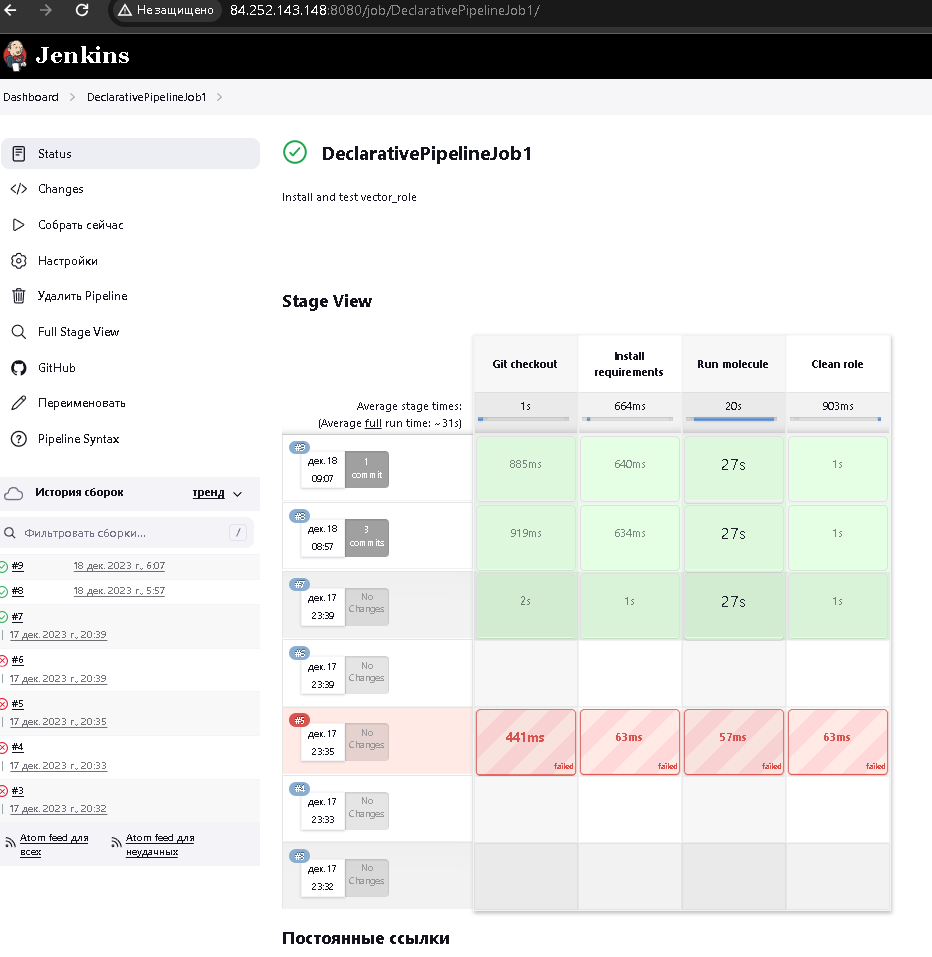 Не защищено
84.252.143.148:8080/job/DeclarativePipelineJob1/
Jenkins
Dashboard
DeclarativePipelineJob1
Status
Changes
Собрать сейчас
Настройки
Удалить Pipeline
Full Stage View
GitHub
Переименовать
Pipeline Syntax
История сборок
тренд
Фильтровать сборки...
/
#9
18 дек. 2023 г., 6:07
#8
18 дек. 2023 г., 5:57
#7
17 дек. 2023 г., 20:39
#6
17 дек. 2023 г., 20:39
#5
17 дек. 2023 г., 20:35
#4
17 дек. 2023 г., 20:33
#3
17 дек. 2023 г., 20:32
Atom feed для
всех
Atom feed для
неудачных
DeclarativePipelineJob1
Install and test vector_role
Stage View
Git checkout
Install
requirements
Run molecule
Clean role
Average stage times:
(Average full run time: ~31s)
1s
664ms
20s
903ms
#9
дек. 18
09:07
1
commit
885ms
640ms
27s
1s
#8
дек. 18
08:57
3
commits
919ms
634ms
27s
1s
#7
дек. 17
23:39
No
Changes
2s
1s
27s
1s
#6
дек. 17
23:39
No
Changes
#5
дек. 17
23:35
No
Changes
441ms
failed
63ms
failed
57ms
failed
63ms
failed
#4
дек. 17
23:33
No
Changes
#3
дек. 17
23:32
No
Changes
Постоянные ссылки